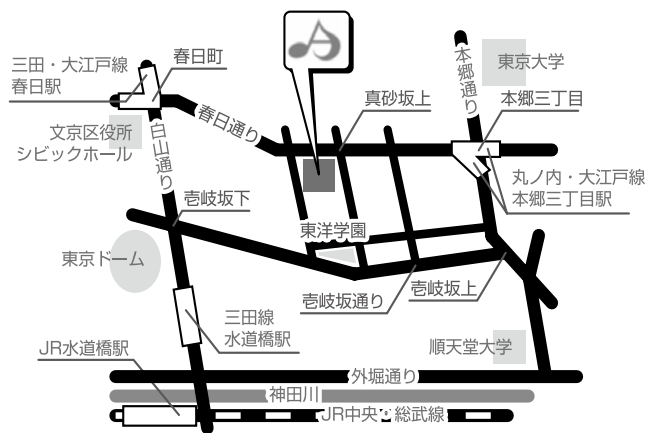 三田・大江戸線
春日駅
春日町
文京区役所
シビックホール
白山通り
春日通り
真砂坂上
本郷通り
東京大学
本郷三丁目
丸ノ内・大江戸線
本郷三丁目駅
壱岐坂下
東洋学園
東京ドーム
壱岐坂通り
壱岐坂上
三田線
水道橋駅
JR水道橋駅
順天堂大学
外堀通り
神田川
JR中央・総武線